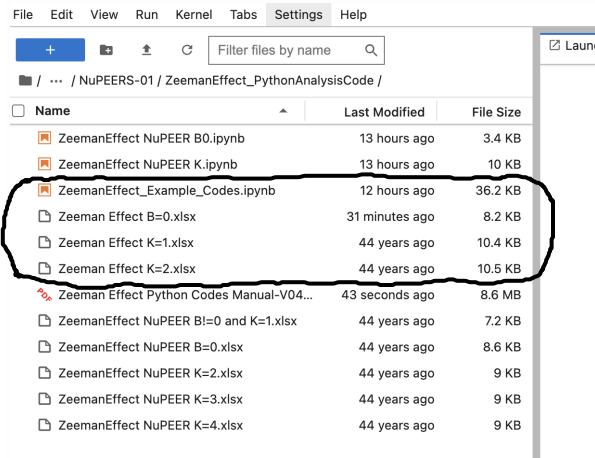 File Edit View Run Kernel Tabs Settings Help
+ Filter files by name Laun
/ ··· / NuPEERS-01 / ZeemanEffect_PythonAnalysisCode /
Name Last Modified File Size
ZeemanEffect NuPEER B0.ipynb 13 hours ago 3.4 KB
ZeemanEffect NuPEER K.ipynb 13 hours ago 10 KB
ZeemanEffect_Example_Codes.ipynb 12 hours ago 36.2 KB
Zeeman Effect B=0.xlsx 31 minutes ago 8.2 KB
Zeeman Effect K=1.xlsx 44 years ago 10.4 KB
Zeeman Effect K=2.xlsx 44 years ago 10.5 KB
PDF Zeeman Effect Python Codes Manual-V04... 43 seconds ago 8.6 MB
ZeemanEffect NuPEER B!=0 and K=1.xlsx 44 years ago 7.2 KB
ZeemanEffect NuPEER B=0.xlsx 44 years ago 8.6 KB
ZeemanEffect NuPEER K=2.xlsx 44 years ago 9 KB
ZeemanEffect NuPEER K=3.xlsx 44 years ago 9 KB
ZeemanEffect NuPEER K=4.xlsx 44 years ago 9 KB